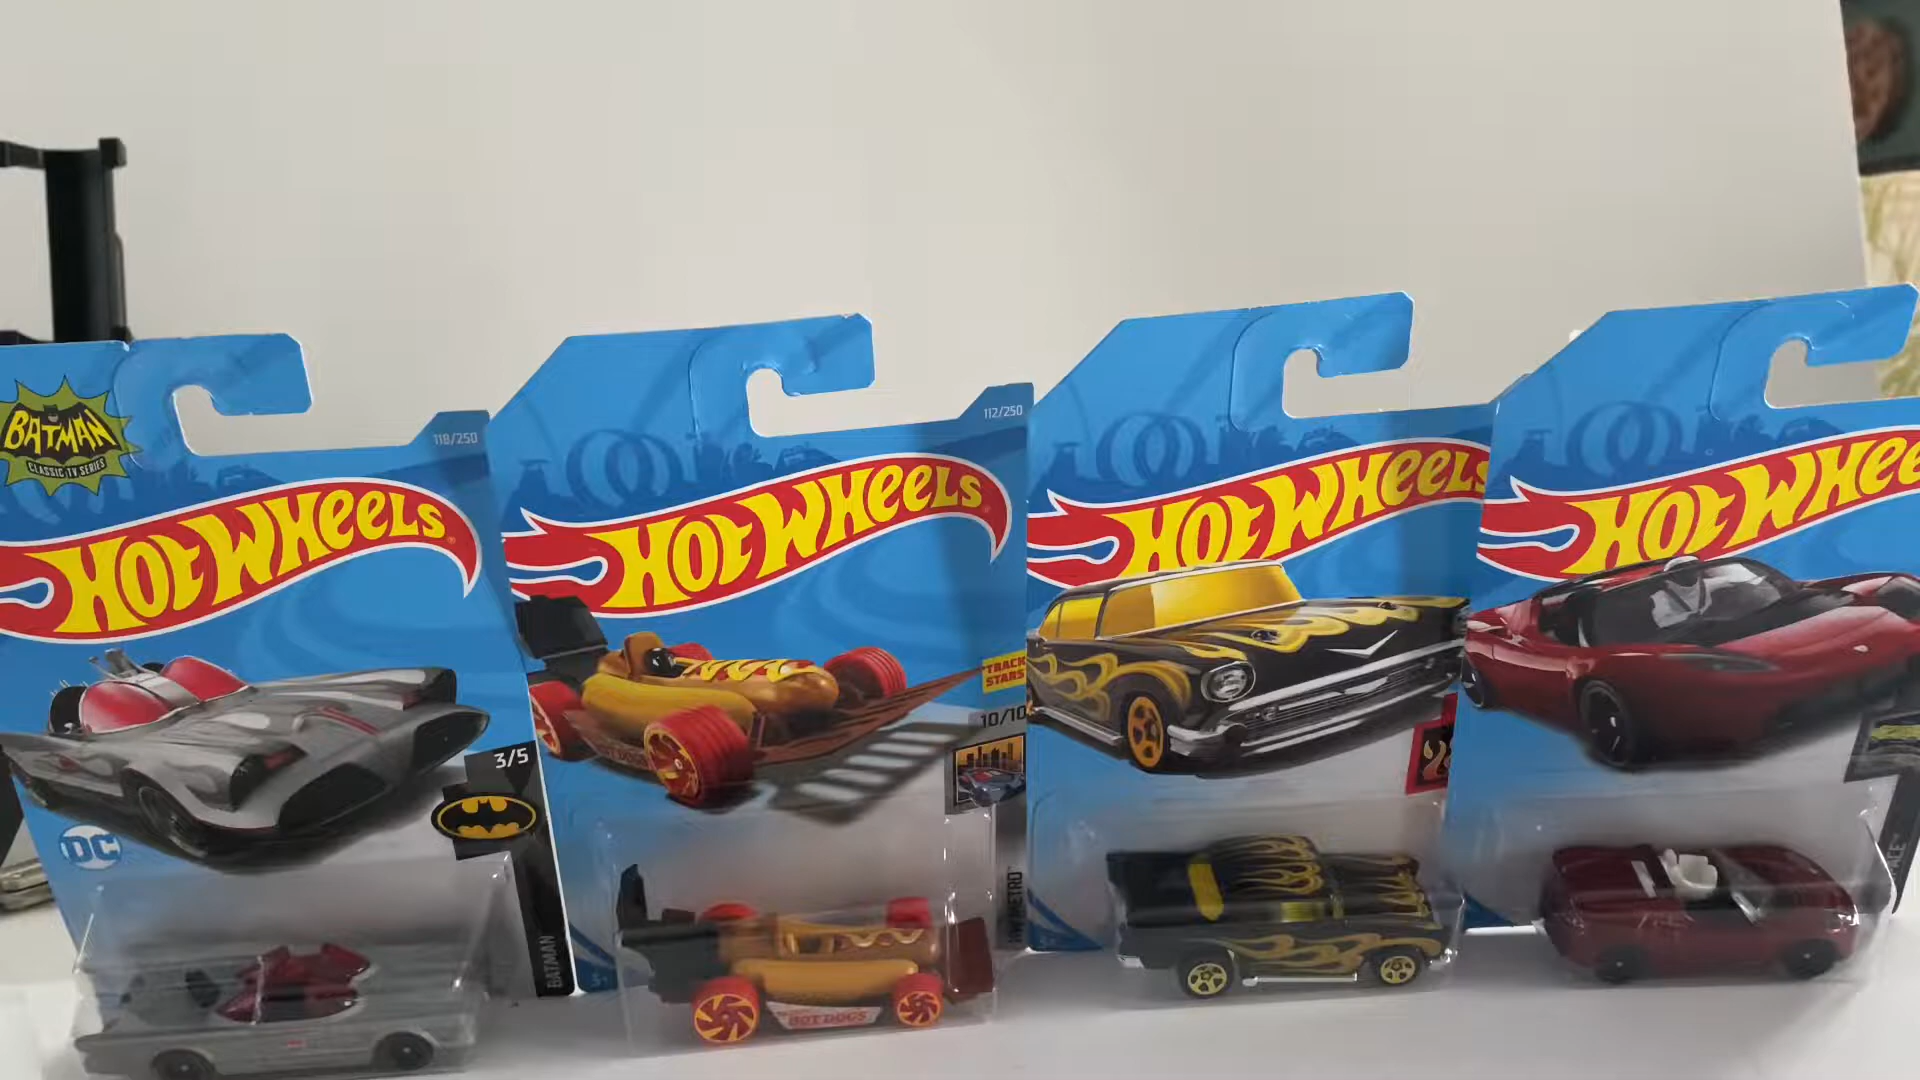 BATMAN
CLASSIC TV SERIES
118/250
HOT WHEELS
3/5
DC
BATMAN
112/250
HOT WHEELS
TRACK
STARS
10/10
HW METRO
HOT DOGS
HOT WHEELS
HOT WHEE